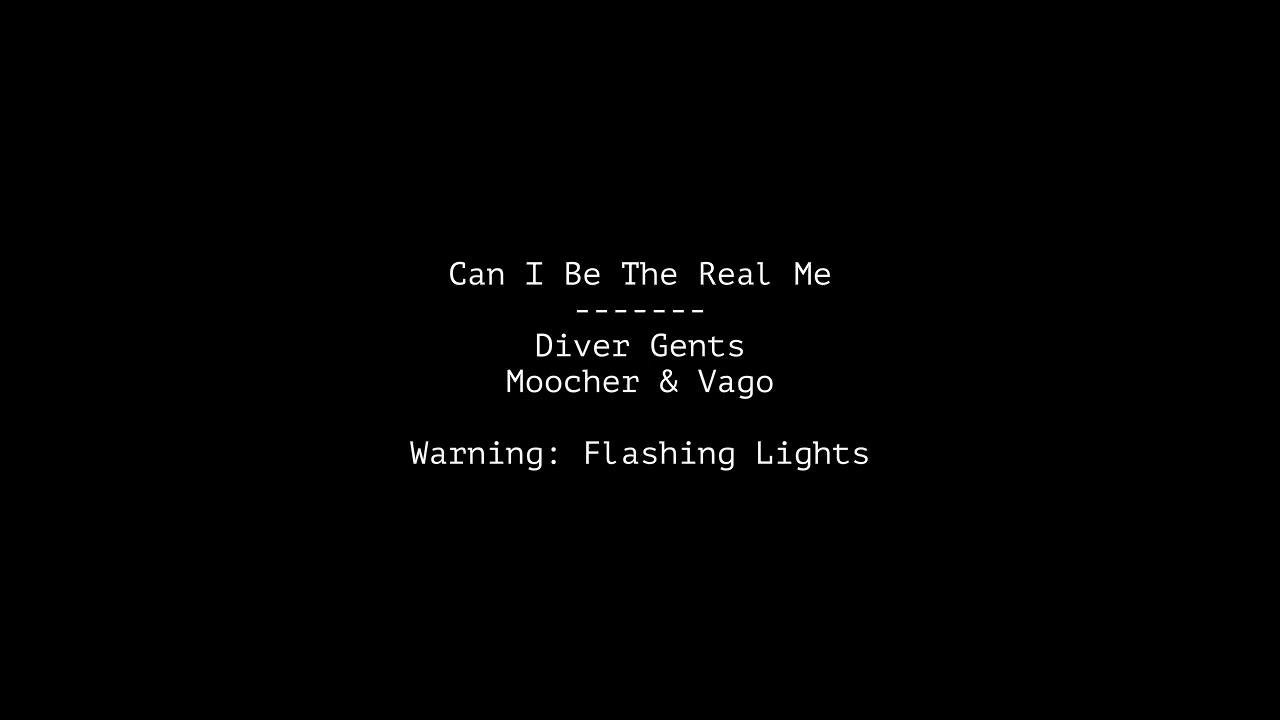 Can I Be The Real Me
-------
Diver Gents
Moocher & Vago
Warning: Flashing Lights